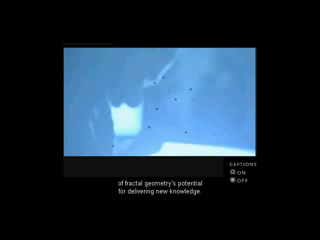 CAPTIONS
ON
OFF
of fractal geometry's potential
for delivering new knowledge.